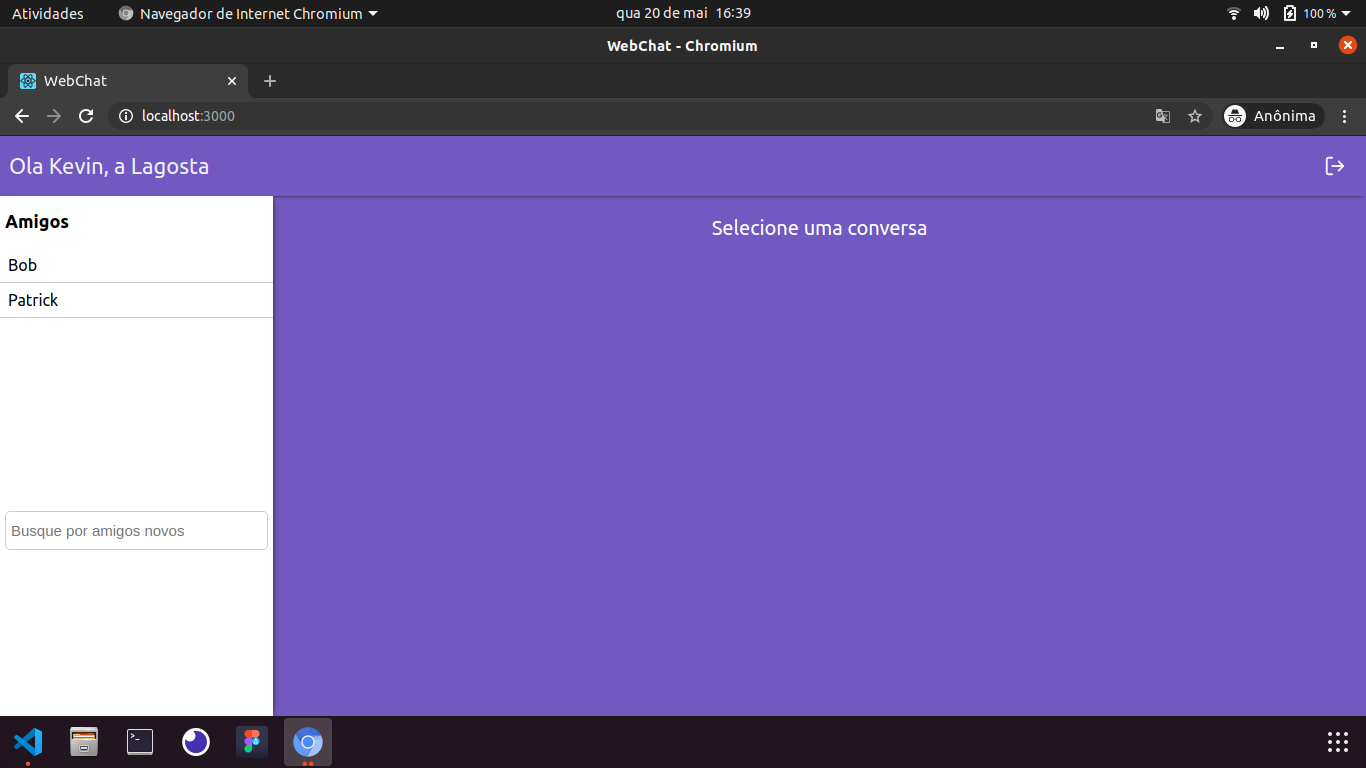 Atividades Navegador de Internet Chromium qua 20 de mai 16:39 100 %
WebChat - Chromium
WebChat
localhost:3000 Anônima
Ola Kevin, a Lagosta
Amigos
Selecione uma conversa
Bob
Patrick
Busque por amigos novos